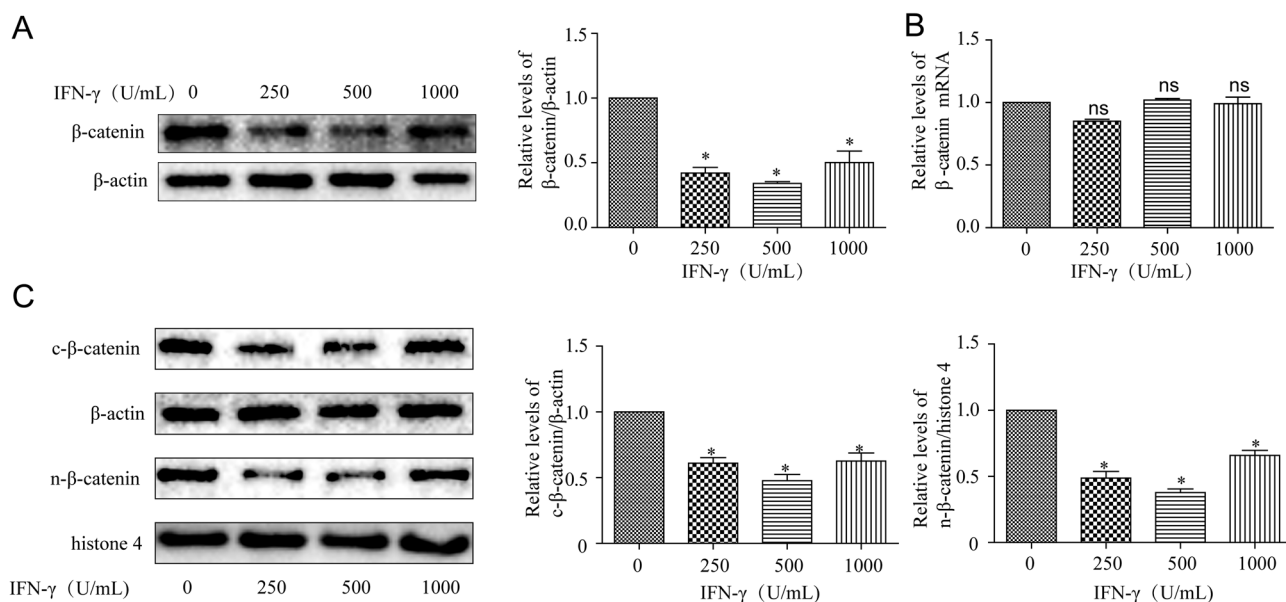 A
IFN-γ (U/mL) 0 250 500 1000
β-catenin
β-actin
Relative levels of
β-catenin/β-actin
1.5
1.0
0.5
0.0
* * *
0 250 500 1000
IFN-γ (U/mL)
B
Relative levels of
β -catenin mRNA
1.5
1.0
0.5
0.0
ns ns ns
0 250 500 1000
IFN-γ (U/mL)
C
c-β-catenin
β-actin
n-β-catenin
histone 4
IFN-γ (U/mL) 0 250 500 1000
Relative levels of
c-β-catenin/β-actin
1.5
1.0
0.5
0
* * *
0 250 500 1000
IFN-γ (U/mL)
Relative levels of
n-β-catenin/histone 4
1.5
1.0
0.5
0
* * *
0 250 500 1000
IFN-γ (U/mL)